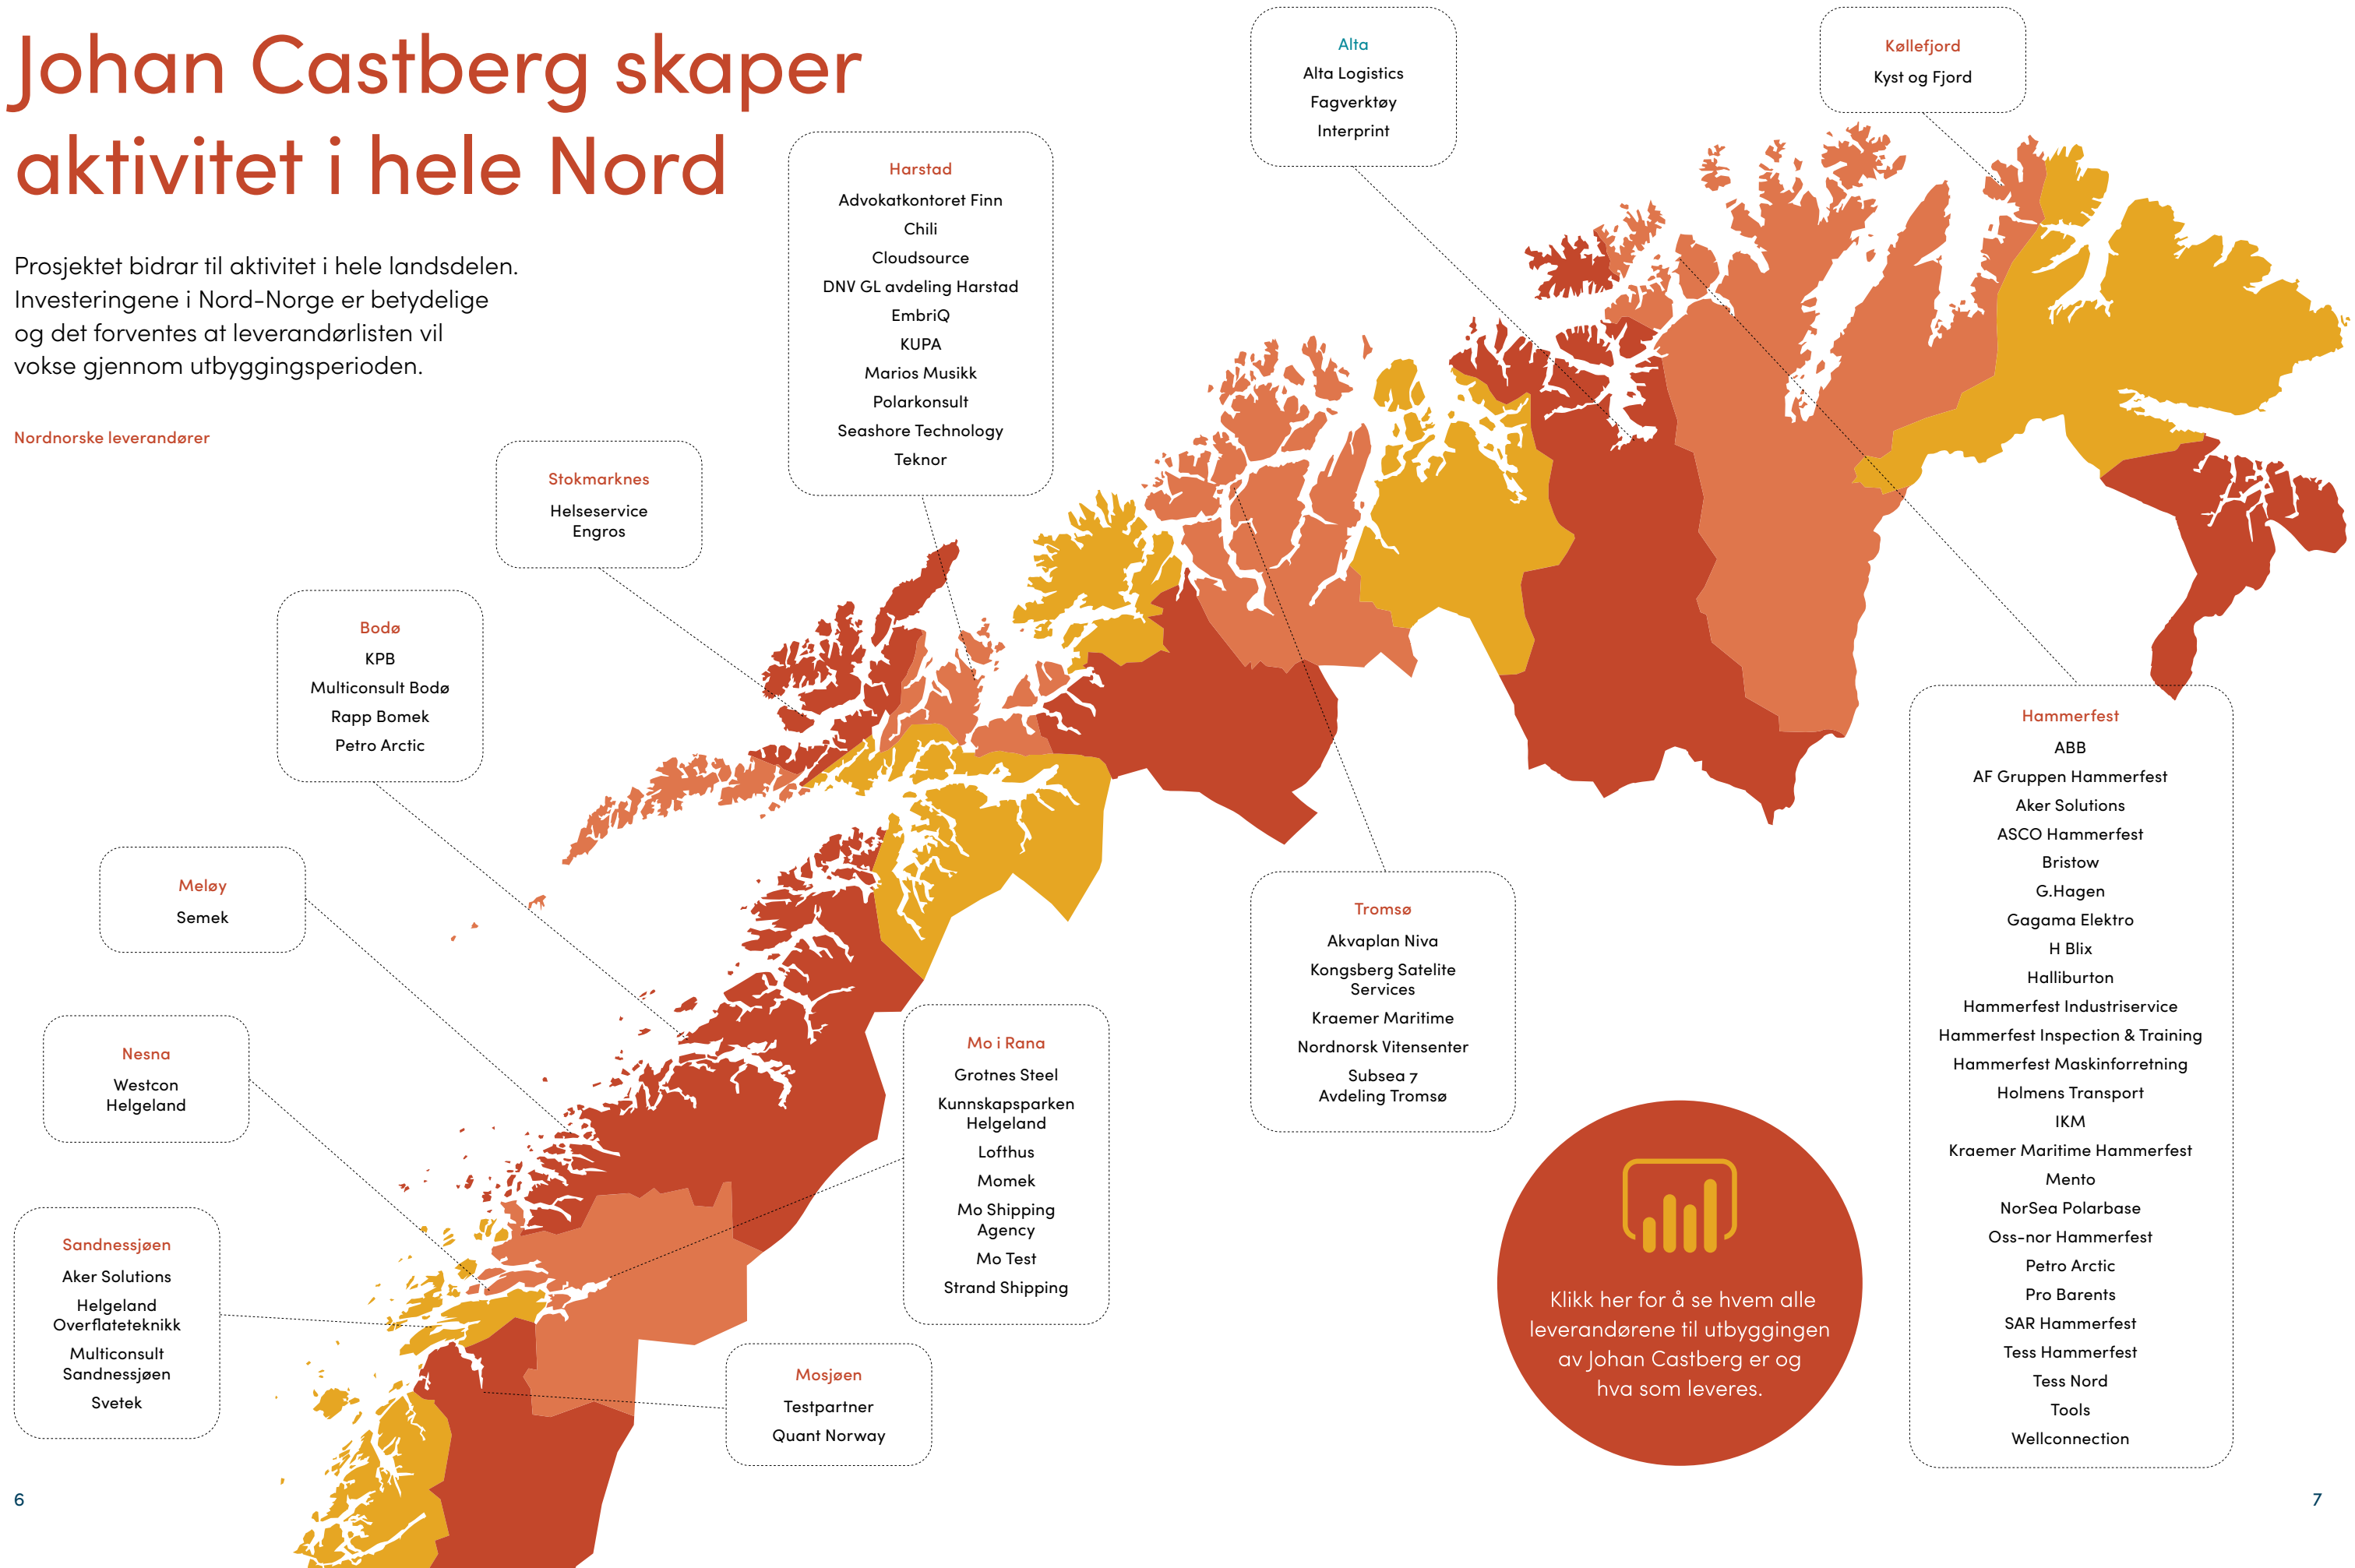 Johan Castberg skaper
aktivitet i hele Nord
Prosjektet bidrar til aktivitet i hele landsdelen.
Investeringene i Nord-Norge er betydelige
og det forventes at leverandørlisten vil
vokse gjennom utbyggingsperioden.
Nordnorske leverandører
Stokmarknes
Helseservice
Engros
Harstad
Advokatkontoret Finn
Chili
Cloudsource
DNV GL avdeling Harstad
EmbriQ
KUPA
Marios Musikk
Polarkonsult
Seashore Technology
Teknor
Alta
Alta Logistics
Fagverktøy
Interprint
Køllefjord
Kyst og Fjord
Bodø
KPB
Multiconsult Bodø
Rapp Bomek
Petro Arctic
Meløy
Semek
Nesna
Westcon
Helgeland
Sandnessjøen
Aker Solutions
Helgeland
Overflateteknikk
Multiconsult
Sandnessjøen
Svetek
Mo i Rana
Grotnes Steel
Kunnskapsparken
Helgeland
Lofthus
Momek
Mo Shipping
Agency
Mo Test
Strand Shipping
Mosjøen
Testpartner
Quant Norway
Tromsø
Akvaplan Niva
Kongsberg Satelite
Services
Kraemer Maritime
Nordnorsk Vitensenter
Subsea 7
Avdeling Tromsø
Klikk her for å se hvem alle
leverandørene til utbyggingen
av Johan Castberg er og
hva som leveres.
Hammerfest
ABB
AF Gruppen Hammerfest
Aker Solutions
ASCO Hammerfest
Bristow
G.Hagen
Gagama Elektro
H Blix
Halliburton
Hammerfest Industriservice
Hammerfest Inspection & Training
Hammerfest Maskinforretning
Holmens Transport
IKM
Kraemer Maritime Hammerfest
Mento
NorSea Polarbase
Oss-nor Hammerfest
Petro Arctic
Pro Barents
SAR Hammerfest
Tess Hammerfest
Tess Nord
Tools
Wellconnection
6
7